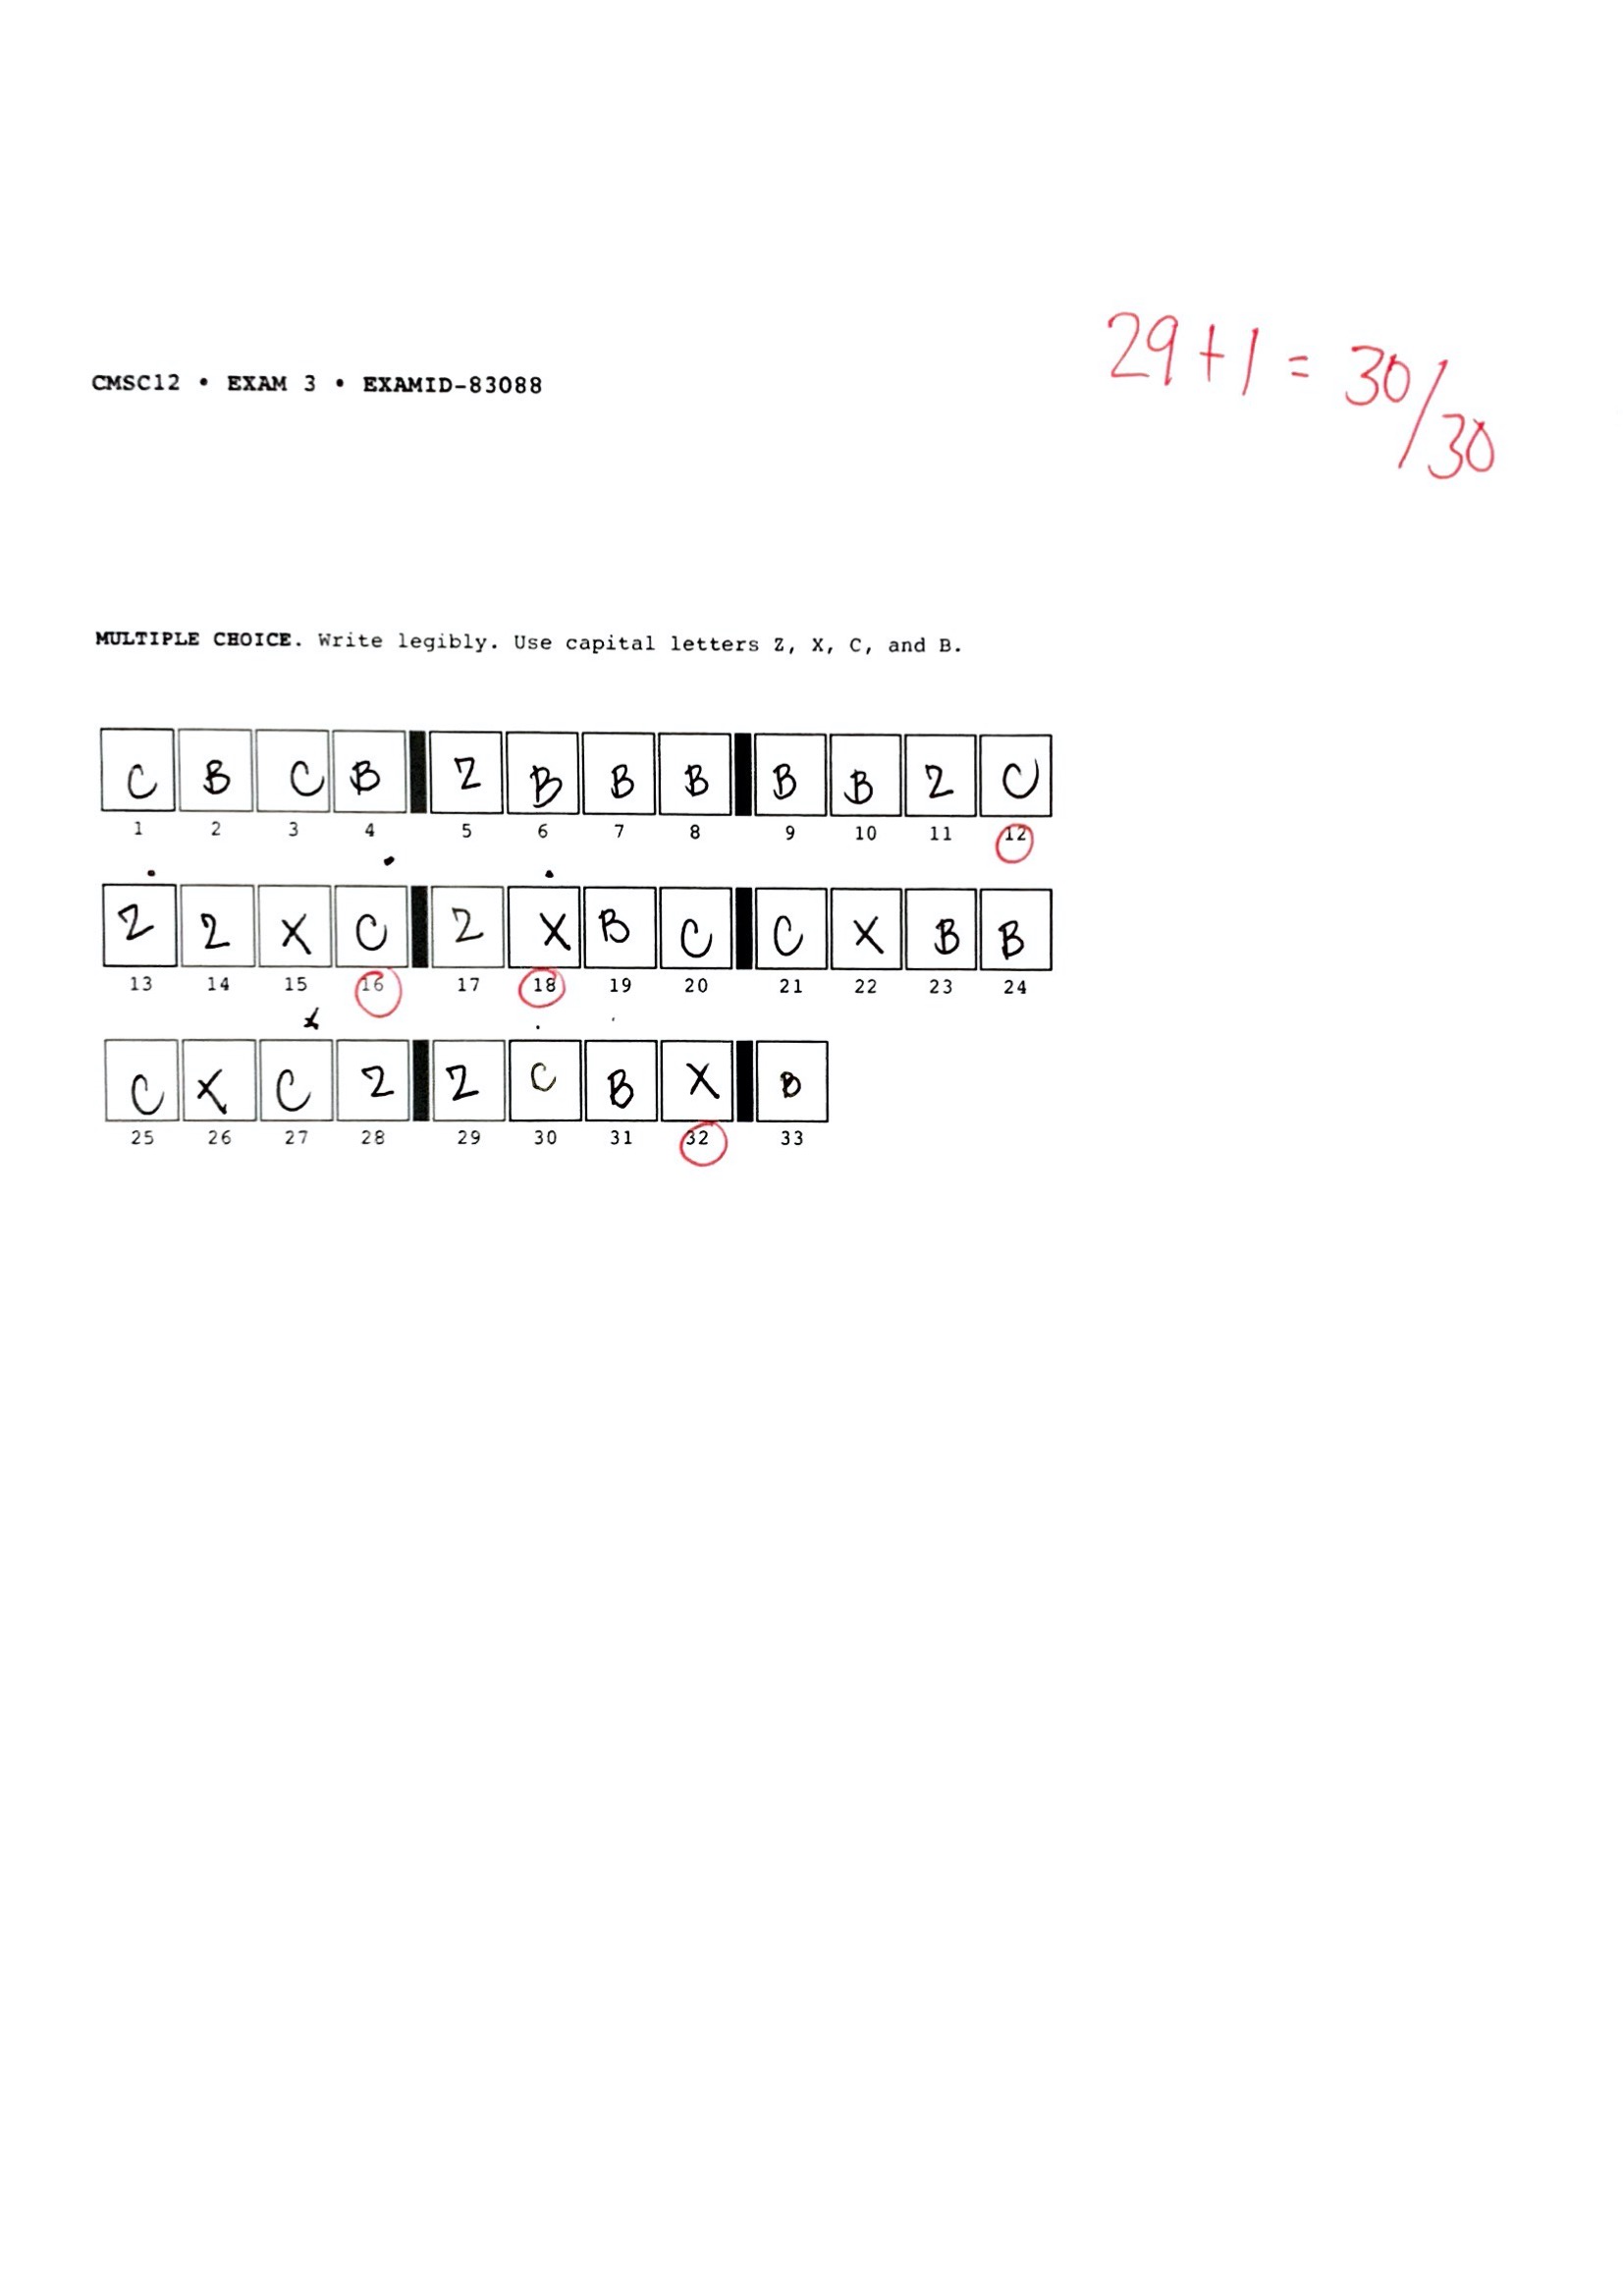 29+1 = 30/30
CMSC12 • EXAM 3 • EXAMID-83088
MULTIPLE CHOICE. Write legibly. Use capital letters Z, X, C, and B.
C B C B Z B B B B B Z C
1 2 3 4 5 6 7 8 9 10 11 12
Z Z X C Z X B C C X B B
13 14 15 16 17 18 19 20 21 22 23 24
C X C Z Z C B X B
25 26 27 28 29 30 31 32 33